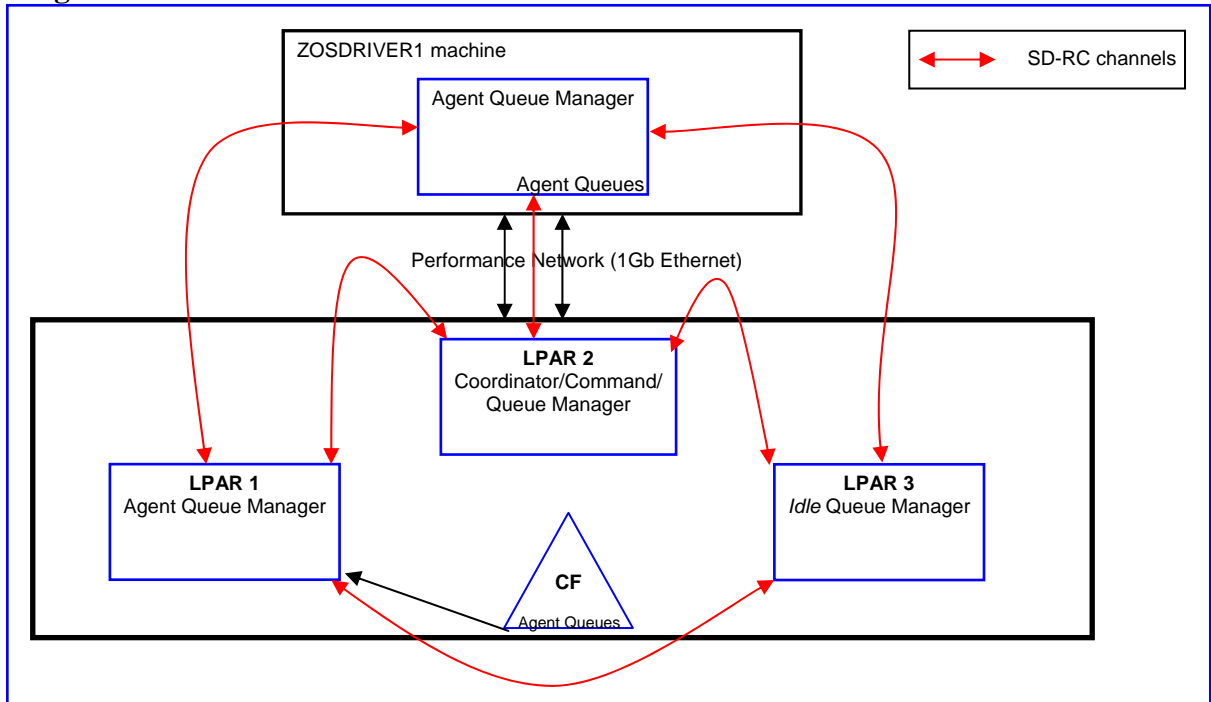 ZOSDRIVER1 machine
SD-RC channels
Agent Queue Manager
Agent Queues
Performance Network (1Gb Ethernet)
LPAR 2
Coordinator/Command/
Queue Manager
LPAR 1
Agent Queue Manager
LPAR 3
Idle Queue Manager
CF
Agent Queues